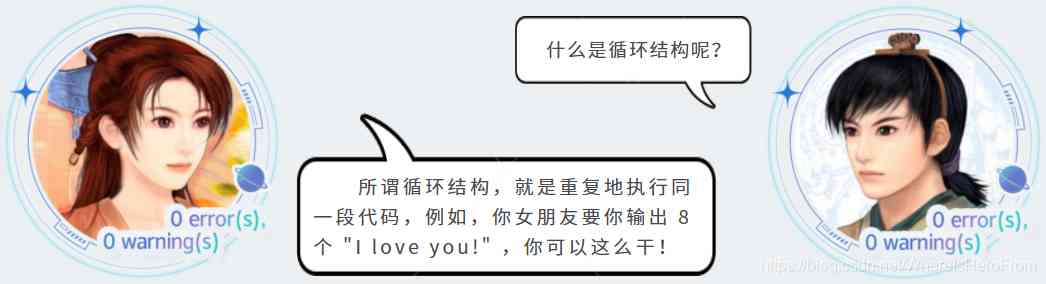 什么是循环结构呢？
所谓循环结构，就是重复地执行同
一段代码，例如，你女朋友要你输出 8
个 "I love you!" ，你可以这么干！
0 error(s),
0 warning(s)
0 error(s),
0 warning(s)
https://blog.csdn.net/WhereIsHeroFrom